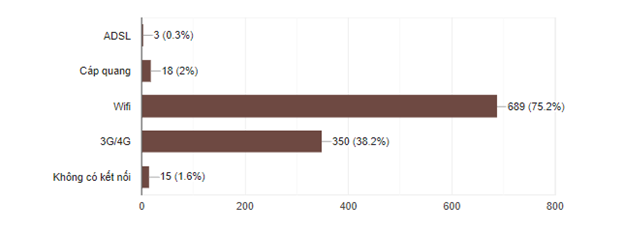 ADSL 3 (0.3%)
Cáp quang 18 (2%)
Wifi 689 (75.2%)
3G/4G 350 (38.2%)
Không có kết nối 15 (1.6%)
0 200 400 600 800